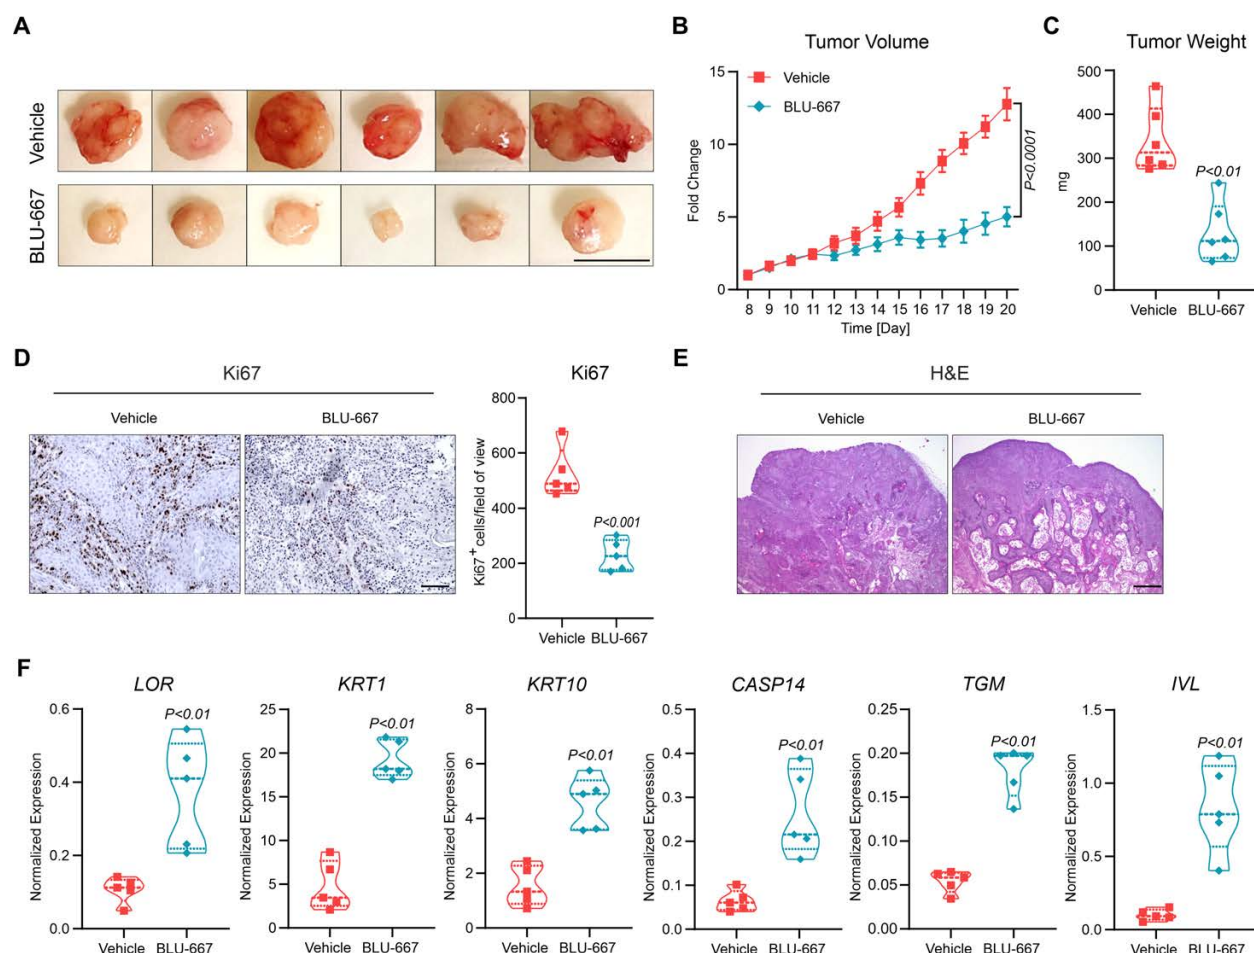 A
Vehicle
BLU-667
B
Tumor Volume
Vehicle
BLU-667
Fold Change
15
10
5
0
P<0.0001
8 9 10 11 12 13 14 15 16 17 18 19 20
Time [Day]
C
Tumor Weight
mg
500
400
300
200
100
0
P<0.01
Vehicle BLU-667
D
Ki67
Vehicle BLU-667
Ki67
Ki67+ cells/field of view
800
600
400
200
0
P<0.001
Vehicle BLU-667
E
H&E
Vehicle BLU-667
F
LOR
Normalized Expression
0.6
0.4
0.2
0.0
P<0.01
Vehicle BLU-667
KRT1
Normalized Expression
25
20
15
10
5
0
P<0.01
Vehicle BLU-667
KRT10
Normalized Expression
8
6
4
2
0
P<0.01
Vehicle BLU-667
CASP14
Normalized Expression
0.5
0.4
0.3
0.2
0.1
0.0
P<0.01
Vehicle BLU-667
TGM
Normalized Expression
0.25
0.20
0.15
0.10
0.05
0.00
P<0.01
Vehicle BLU-667
IVL
Normalized Expression
1.5
1.0
0.5
0.0
P<0.01
Vehicle BLU-667